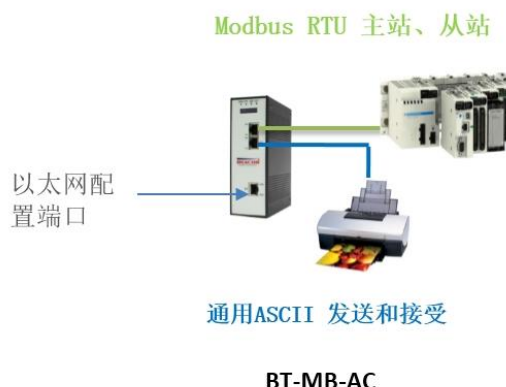 Modbus RTU 主站、从站
以太网配
置端口
通用ASCII 发送和接受
BT-MB-AC